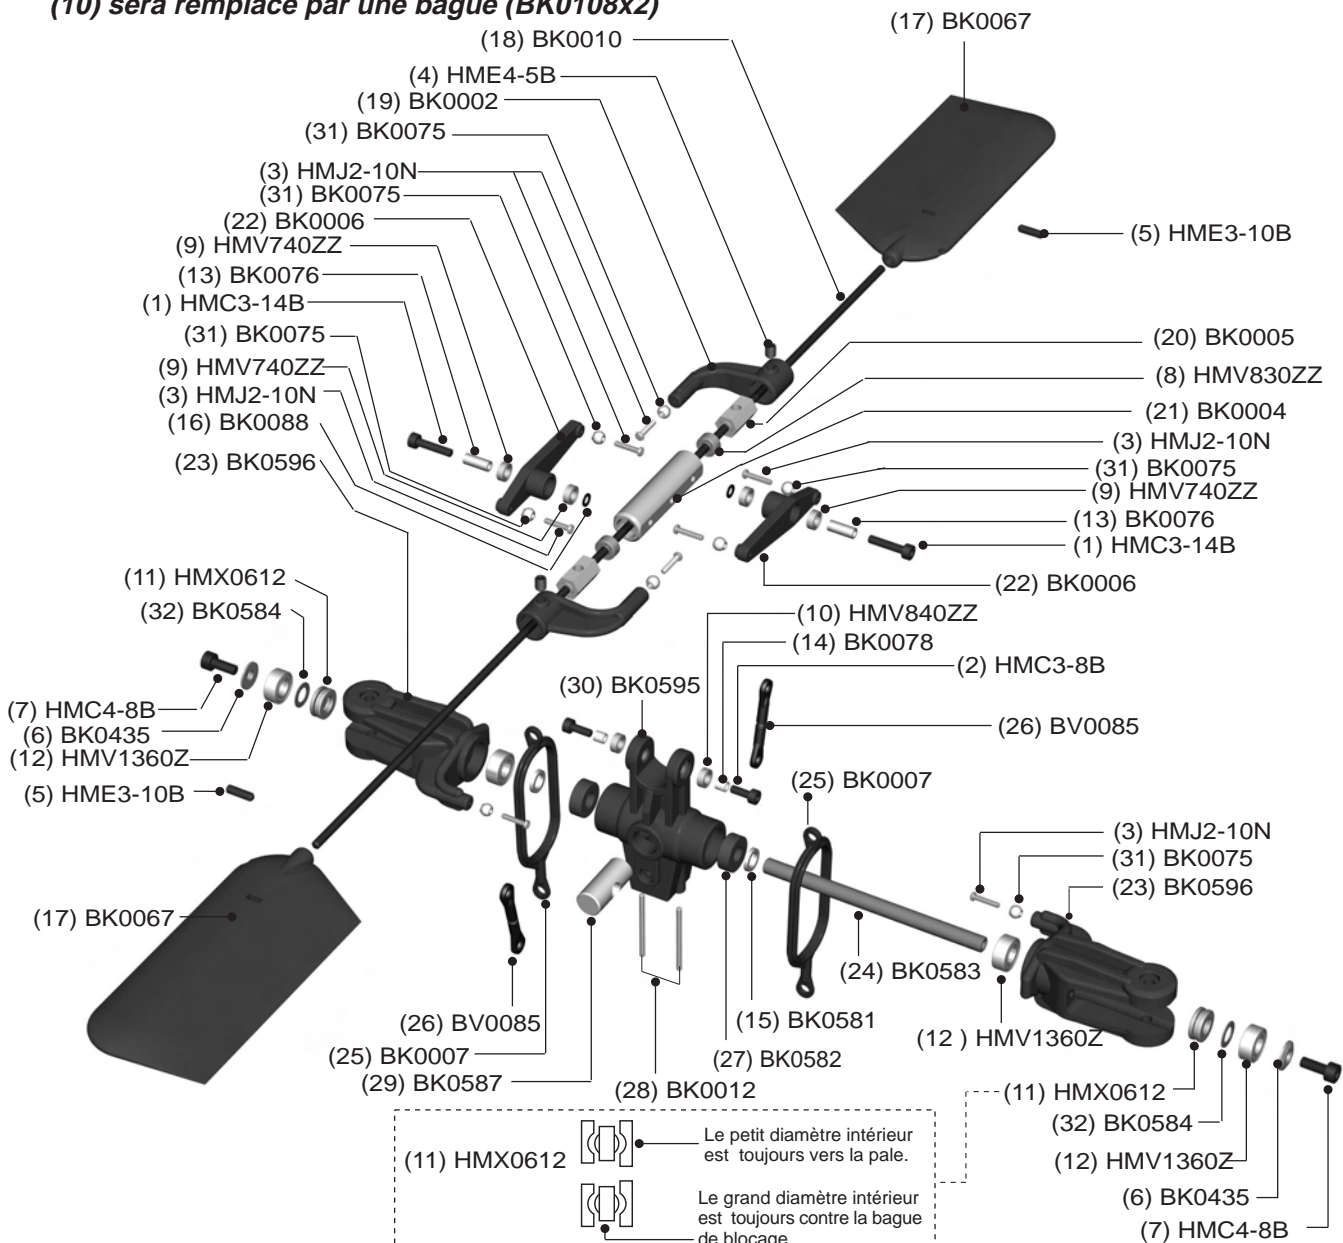 (10) sera remplacé par une bague (BK0108x2)
(17) BK0067
(18) BK0010
(4) HME4-5B
(19) BK0002
(31) BK0075
(3) HMJ2-10N
(31) BK0075
(22) BK0006
(9) HMV740ZZ
(13) BK0076
(1) HMC3-14B
(31) BK0075
(9) HMV740ZZ
(3) HMJ2-10N
(16) BK0088
(23) BK0596
(5) HME3-10B
(20) BK0005
(8) HMV830ZZ
(21) BK0004
(3) HMJ2-10N
(31) BK0075
(9) HMV740ZZ
(13) BK0076
(1) HMC3-14B
(22) BK0006
(11) HMX0612
(32) BK0584
(7) HMC4-8B
(6) BK0435
(12) HMV1360Z
(5) HME3-10B
(10) HMV840ZZ
(14) BK0078
(2) HMC3-8B
(30) BK0595
(26) BV0085
(25) BK0007
(3) HMJ2-10N
(31) BK0075
(23) BK0596
(17) BK0067
(24) BK0583
(26) BV0085
(15) BK0581
(12 ) HMV1360Z
(25) BK0007
(27) BK0582
(29) BK0587
(28) BK0012
(11) HMX0612
(32) BK0584
(12) HMV1360Z
(6) BK0435
(7) HMC4-8B
(11) HMX0612
Le petit diamètre intérieur
est toujours vers la pale.
Le grand diamètre intérieur
est toujours contre la bague
de blocage